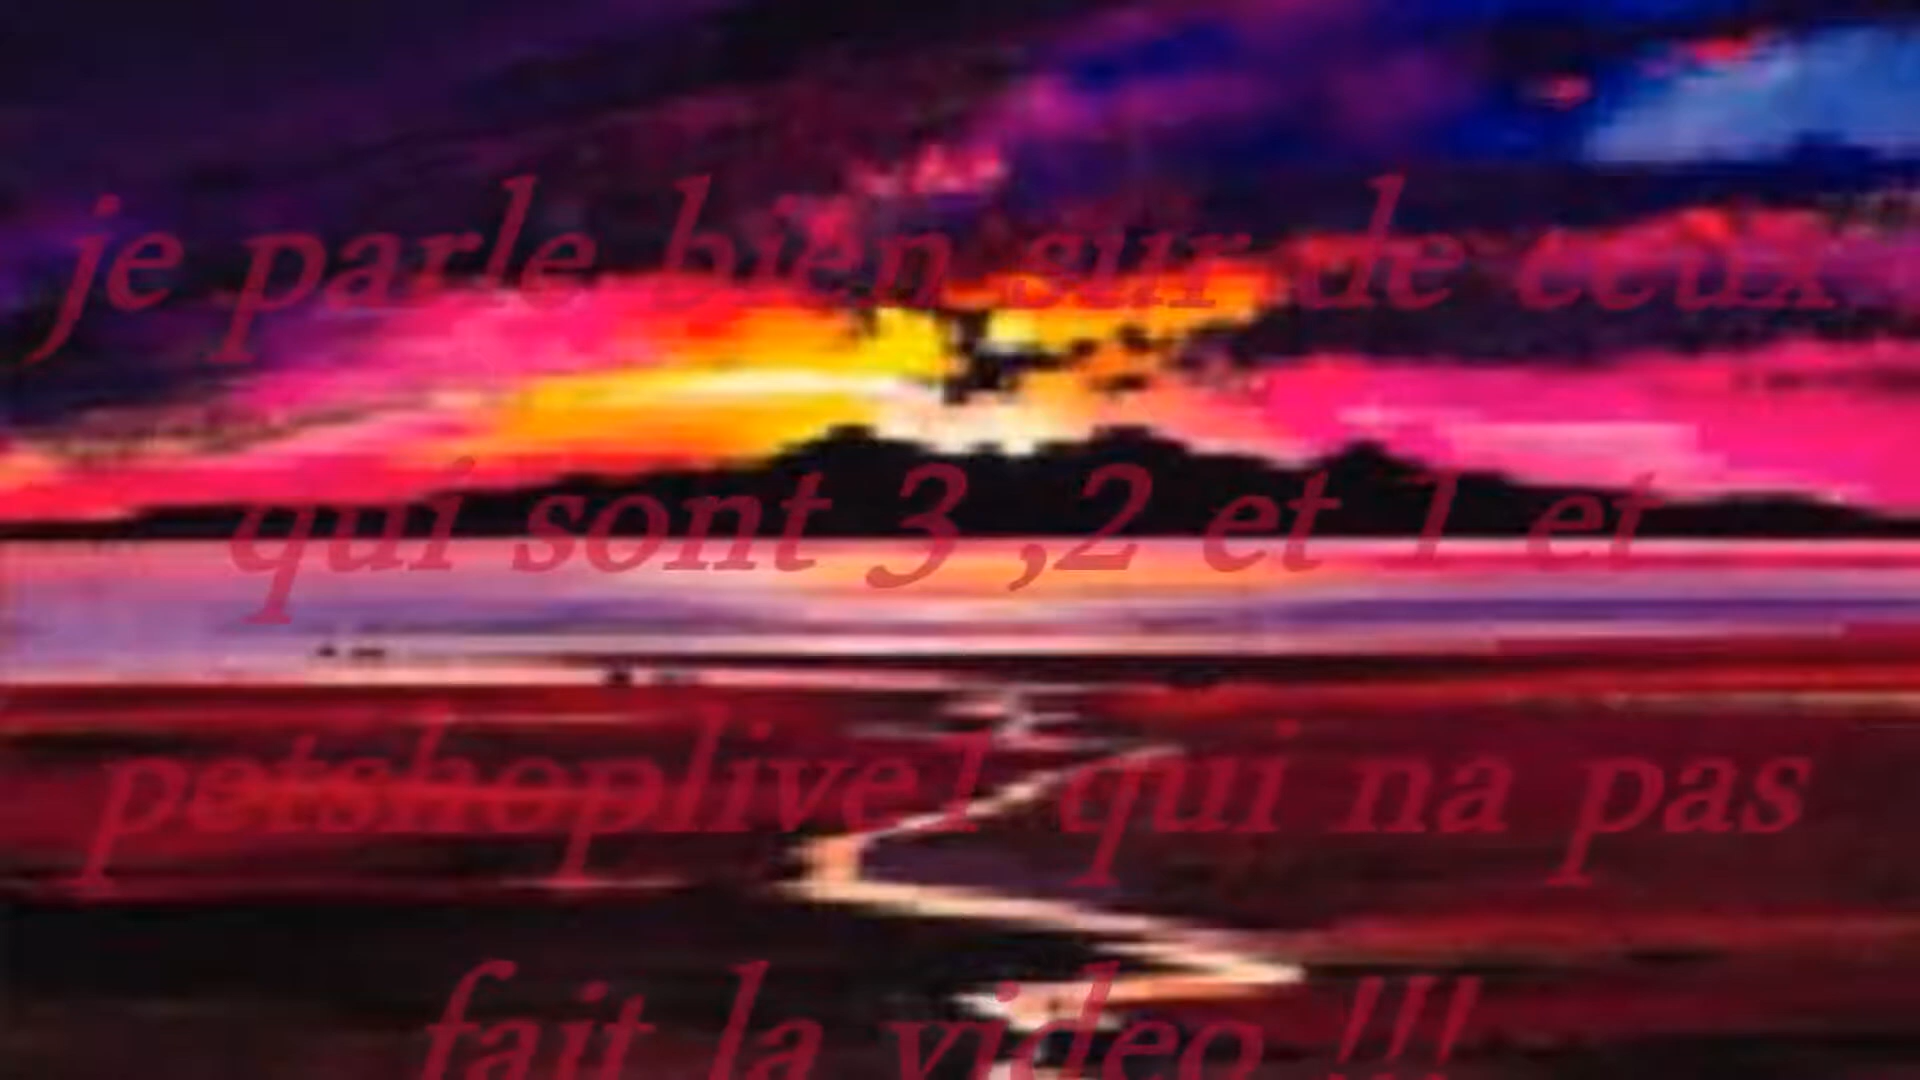 je parle bien sur de ceux
qui sont 3 ,2 et 1 et
petshoplive1 qui na pas
fait la video !!!